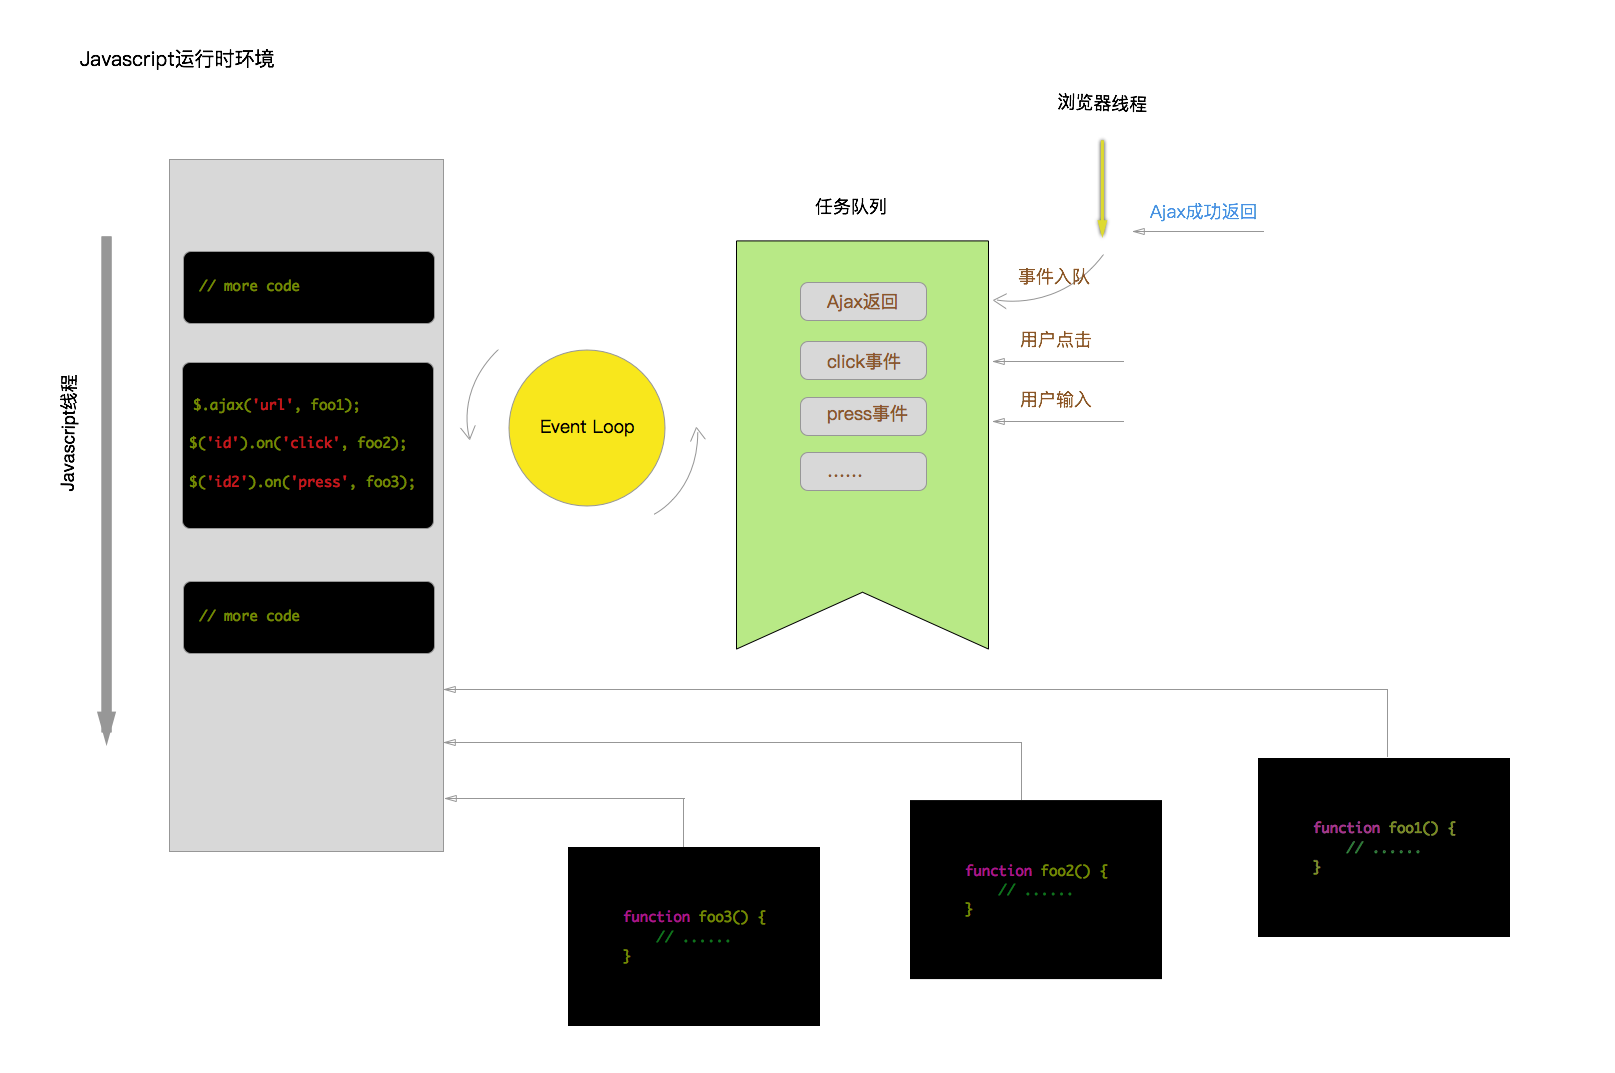 Javascript运行时环境
浏览器线程
Ajax成功返回
任务队列
事件入队
Ajax返回
用户点击
click事件
用户输入
press事件
......
Javascript线程
// more code
$.ajax('url', foo1);
$('id').on('click', foo2);
$('id2').on('press', foo3);
// more code
Event Loop
function foo1() {
// ......
}
function foo2() {
// ......
}
function foo3() {
// ......
}